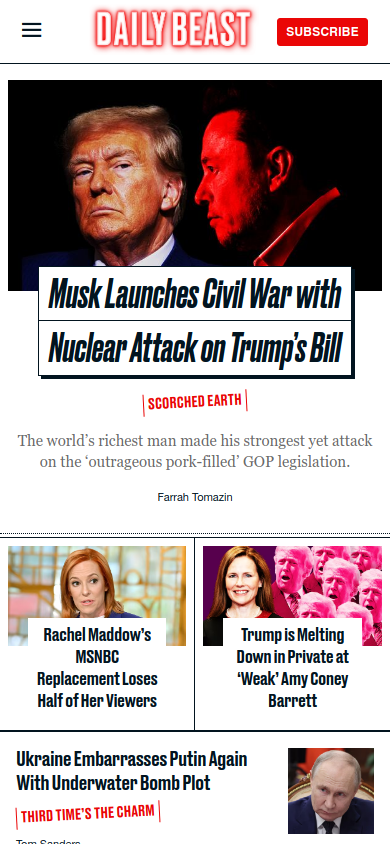 DAILY BEAST
SUBSCRIBE
Musk Launches Civil War with
Nuclear Attack on Trump's Bill
SCORCHED EARTH
The world's richest man made his strongest yet attack
on the 'outrageous pork-filled' GOP legislation.
Farrah Tomazin
Rachel Maddow's
MSNBC
Replacement Loses
Half of Her Viewers
Trump is Melting
Down in Private at
'Weak' Amy Coney
Barrett
Ukraine Embarrasses Putin Again
With Underwater Bomb Plot
THIRD TIME'S THE CHARM
Tom Sanders